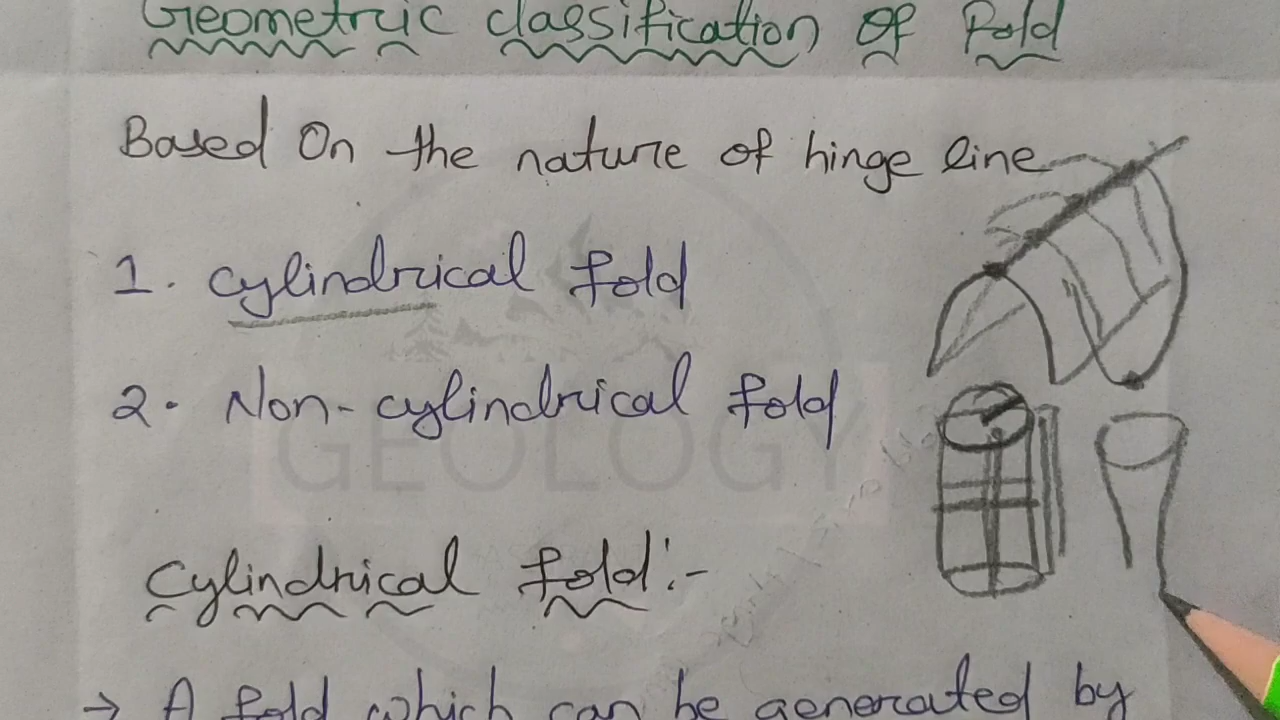 Geometric classification Of Fold
Based On the nature of hinge line
1. Cylindrical fold
2. Non-cylindrical fold
GEOLOGY
Cylindrical fold:-
→ A fold which can be generated by